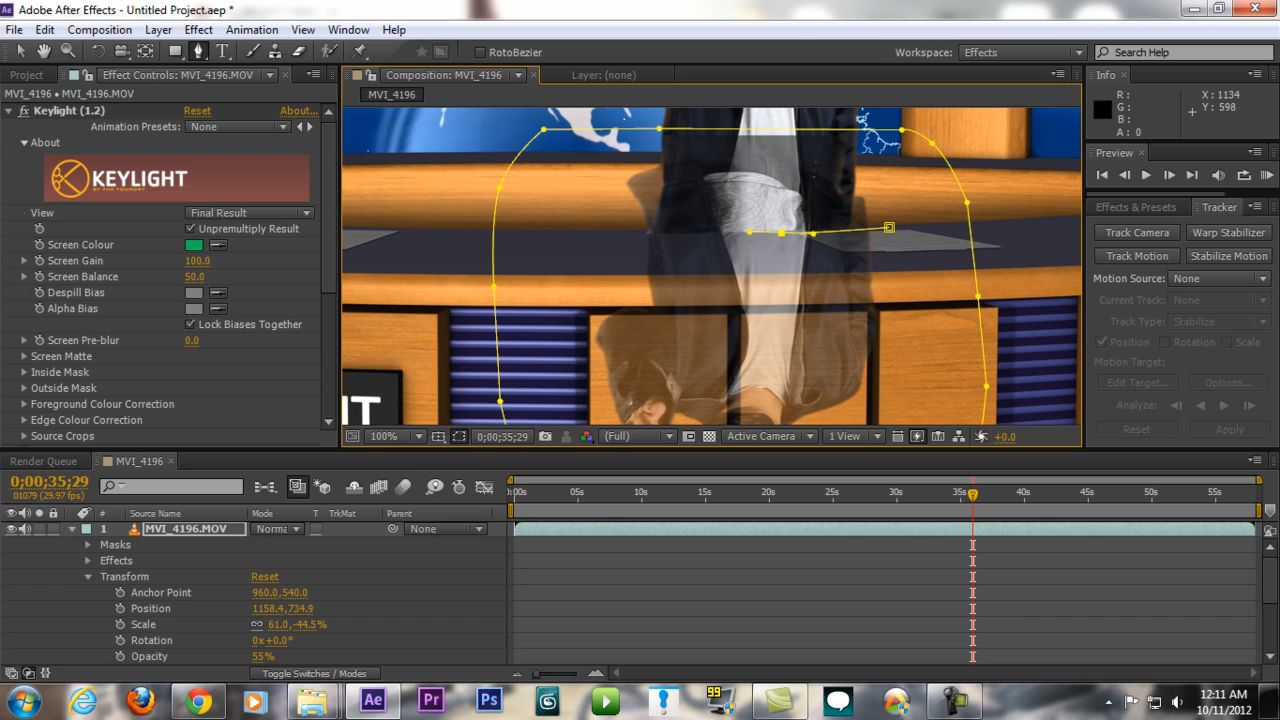 Adobe After Effects - Untitled Project.aep *
File Edit Composition Layer Effect Animation View Window Help
RotoBezier Workspace: Effects Search Help
Project Effect Controls: MVI_4196.MOV Composition: MVI_4196 Layer: (none) Info
MVI_4196 • MVI_4196.MOV
MVI_4196
fx Keylight (1.2) Reset About...
Animation Presets: None
About
KEYLIGHT
BY THE FOUNDRY
View Final Result
Unpremultiply Result
Screen Colour
Screen Gain 100.0
Screen Balance 50.0
Despill Bias
Alpha Bias
Lock Biases Together
Screen Pre-blur 0.0
Screen Matte
Inside Mask
Outside Mask
Foreground Colour Correction
Edge Colour Correction
Source Crops
IT
100% 0;00;35;29 (Full) Active Camera 1 View +0.0
R :
G :
B :
A : 0
X : 1134
Y : 598
Preview
Effects & Presets Tracker
Track Camera Warp Stabilizer
Track Motion Stabilize Motion
Motion Source: None
Current Track: None
Track Type: Stabilize
Position Rotation Scale
Motion Target:
Edit Target... Options...
Analyze:
Reset Apply
Render Queue MVI_4196
0;00;35;29
01079 (29.97 fps)
:00s 05s 10s 15s 20s 25s 30s 35s 40s 45s 50s 55s
# Source Name Mode T TrkMat Parent
1 MVI_4196.MOV Norma None
Masks
Effects
Transform Reset
Anchor Point 960.0,540.0
Position 1158.4,734.9
Scale 61.0,-44.5%
Rotation 0x+0.0°
Opacity 55%
Toggle Switches / Modes
Ae Pr Ps 99
12:11 AM
10/11/2012